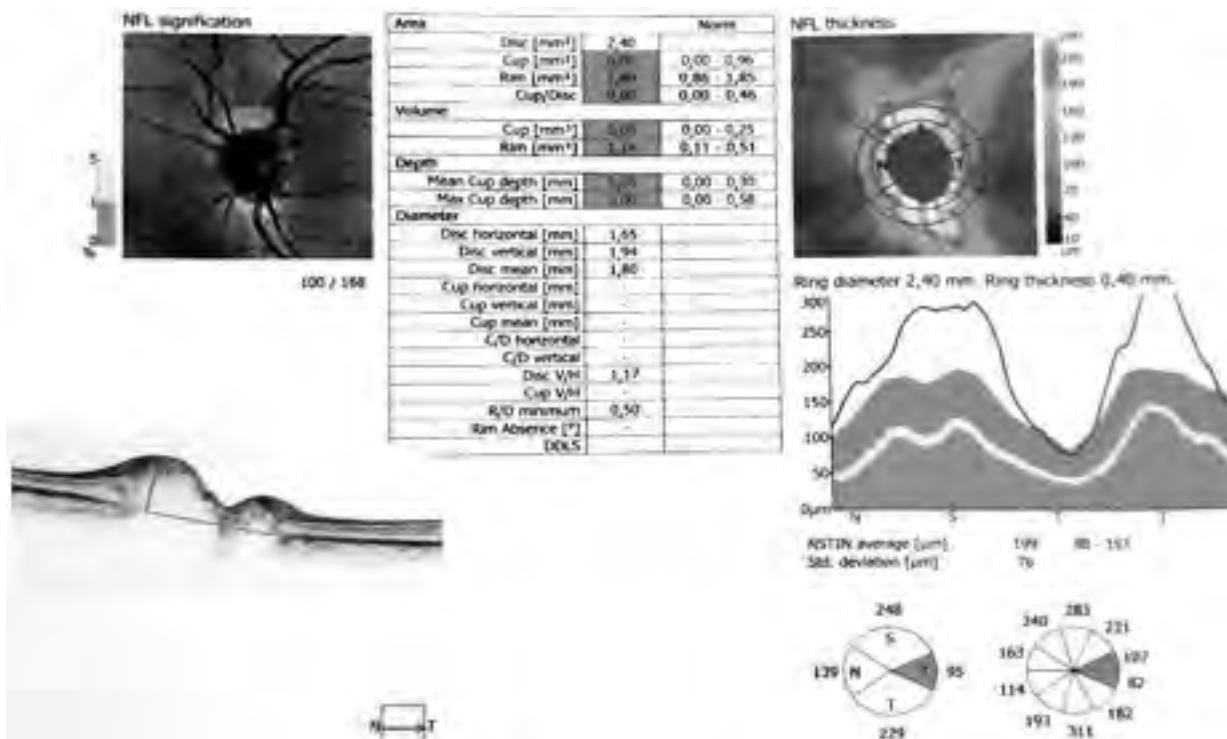 NFL signification
100 / 168
Area Norm
Disc [mm²] 2,40
Cup [mm²] 0,00 - 0,96
Rim [mm²] 0,86 - 1,85
Cup/Disc 0,00 0,00 - 0,46
Volume
Cup [mm³] 0,00 - 0,25
Rim [mm³] 0,11 - 0,51
Depth
Mean Cup depth [mm] 0,00 - 0,30
Max Cup depth [mm] 0,00 - 0,58
Diameter
Disc horizontal [mm] 1,65
Disc vertical [mm] 1,94
Disc mean [mm] 1,80
Cup horizontal [mm] -
Cup vertical [mm] -
Cup mean [mm] -
C/D horizontal -
C/D vertical -
Disc V/H 1,17
Cup V/H -
R/D minimum 0,50
Rim Absence [°] -
DDLS
NFL thickness
N T
Ring diameter 2,40 mm. Ring thickness 0,40 mm.
300
250
200
150
100
50
0µm
N S
NSTIN average [µm] 199
Std. deviation [µm] 76
248
139 N S T T 95
229
283
240 221
163 107
114 82
193 182
311
N T